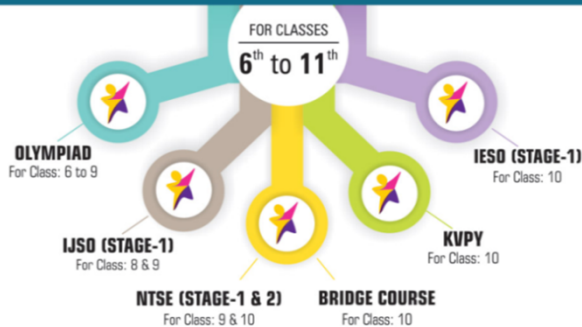 FOR CLASSES
6th to 11th
OLYMPIAD
For Class: 6 to 9
IESO (STAGE-1)
For Class: 10
IJSO (STAGE-1)
For Class: 8 & 9
KVPY
For Class: 10
NTSE (STAGE-1 & 2)
For Class: 9 & 10
BRIDGE COURSE
For Class: 10